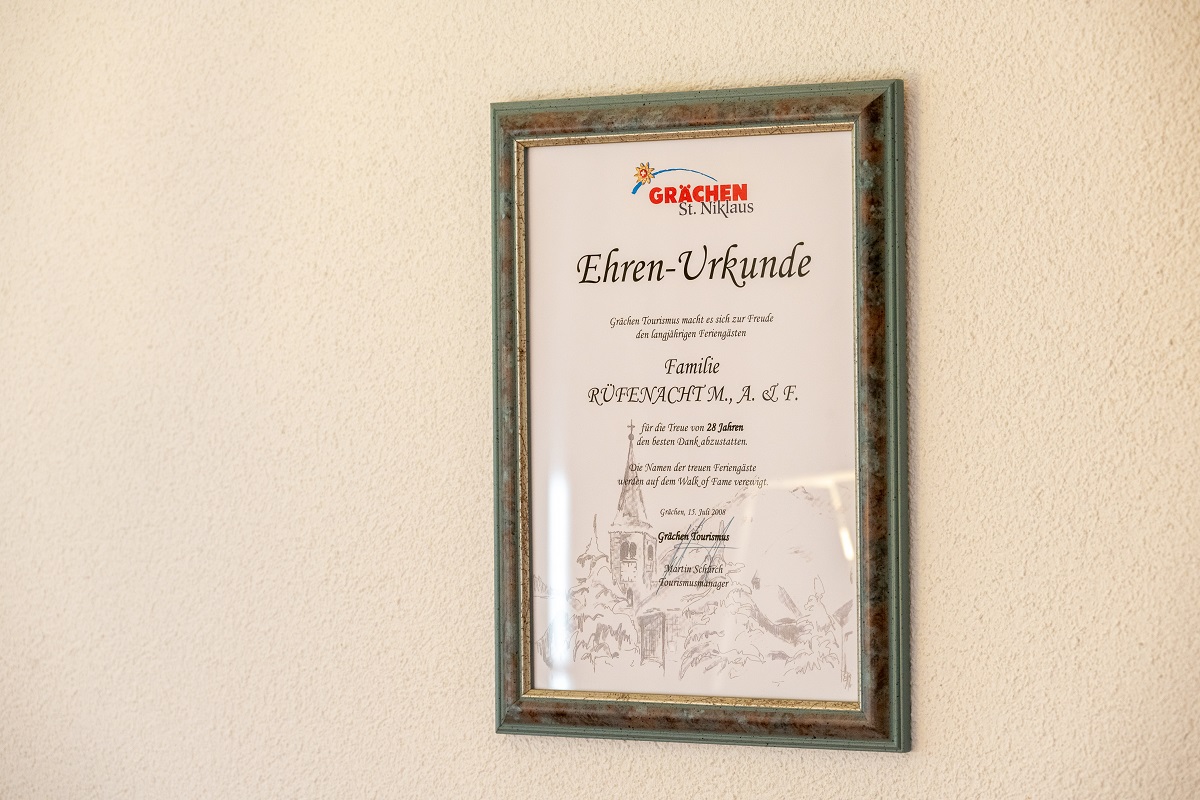 GRÄCHEN
St. Niklaus
Ehren-Urkunde
Grächen Tourismus macht es sich zur Freude
den langjährigen Feriengästen
Familie
RÜFENACHT M., A. & F.
für die Treue von 28 Jahren
den besten Dank abzustatten.
Die Namen der treuen Feriengäste
werden auf dem Walk of Fame verewigt.
Grächen, 15. Juli 2008
Grächen Tourismus
Martin Schürch
Tourismusmanager